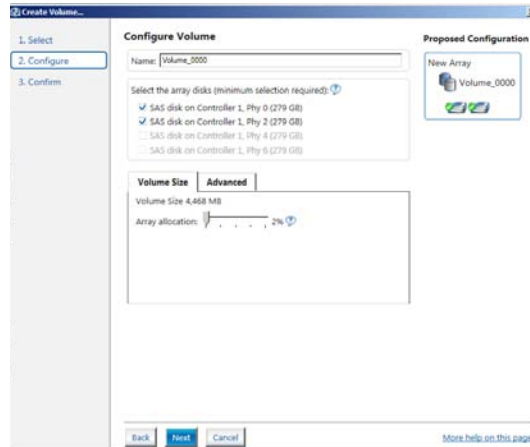 Create Volume...
1. Select
2. Configure
3. Confirm
Configure Volume
Name: Volume_0000
Select the array disks (minimum selection required):
SAS disk on Controller 1, Phy 0 (279 GB)
SAS disk on Controller 1, Phy 2 (279 GB)
SAS disk on Controller 1, Phy 4 (279 GB)
SAS disk on Controller 1, Phy 6 (279 GB)
Volume Size
Advanced
Volume Size 4,468 MB
Array allocation:
2%
Proposed Configuration
New Array
Volume_0000
Back
Next
Cancel
More help on this page